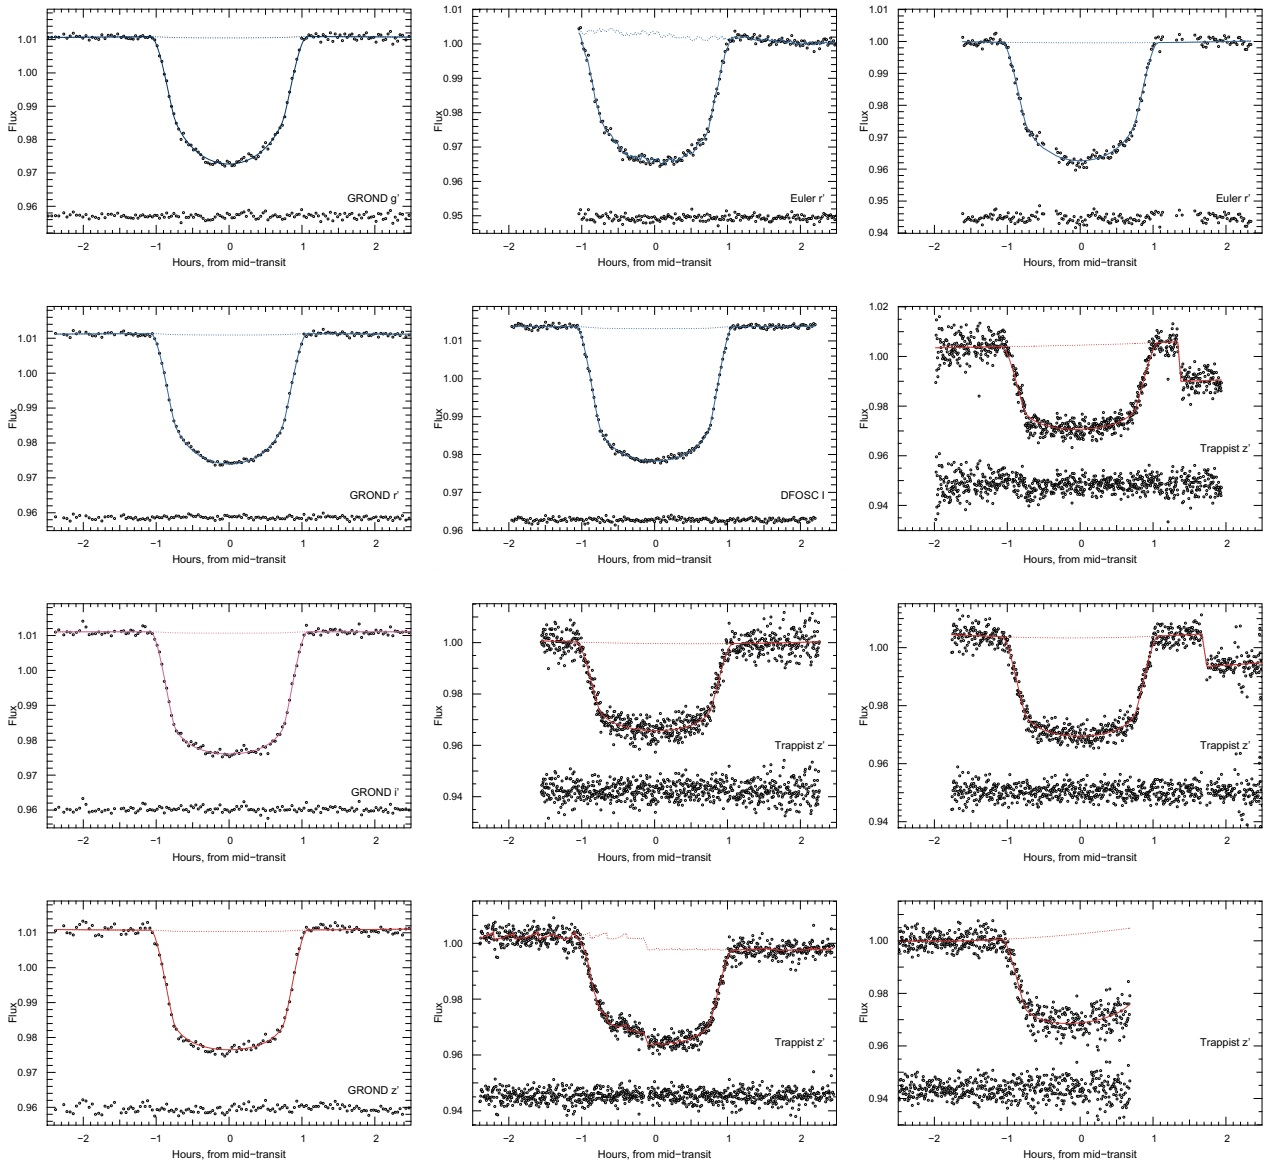 1.01
1.00
0.99
0.98
0.97
0.96
Flux
GROND g'
−2 −1 0 1 2
Hours, from mid−transit
1.01
1.00
0.99
0.98
0.97
0.96
0.95
Flux
Euler r'
−2 −1 0 1 2
Hours, from mid−transit
1.00
0.99
0.98
0.97
0.96
0.95
0.94
Flux
Euler r'
−2 −1 0 1 2
Hours, from mid−transit
1.01
1.00
0.99
0.98
0.97
0.96
Flux
GROND r'
−2 −1 0 1 2
Hours, from mid−transit
1.01
1.00
0.99
0.98
0.97
0.96
Flux
DFOSC I
−2 −1 0 1 2
Hours, from mid−transit
1.02
1.00
0.98
0.96
0.94
Flux
Trappist z'
−2 −1 0 1 2
Hours, from mid−transit
1.01
1.00
0.99
0.98
0.97
0.96
Flux
GROND i'
−2 −1 0 1 2
Hours, from mid−transit
1.00
0.98
0.96
0.94
Flux
Trappist z'
−2 −1 0 1 2
Hours, from mid−transit
1.00
0.98
0.96
0.94
Flux
Trappist z'
−2 −1 0 1 2
Hours, from mid−transit
1.01
1.00
0.99
0.98
0.97
0.96
Flux
GROND z'
−2 −1 0 1 2
Hours, from mid−transit
1.00
0.98
0.96
0.94
Flux
Trappist z'
−2 −1 0 1 2
Hours, from mid−transit
1.00
0.98
0.96
0.94
Flux
Trappist z'
−2 −1 0 1 2
Hours, from mid−transit